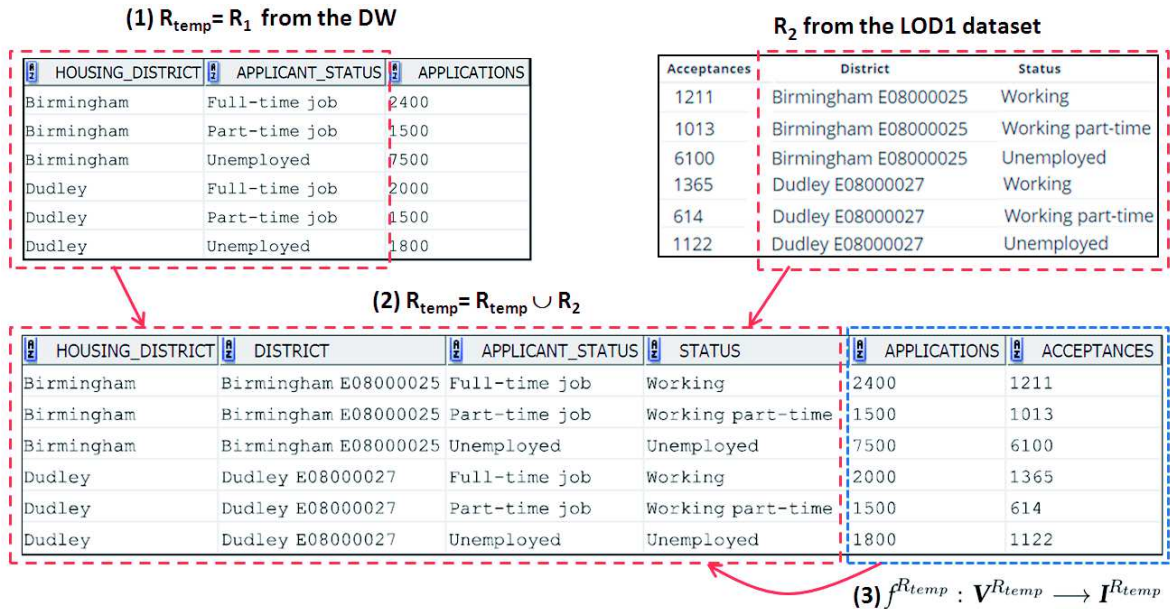 (1) Rtemp= R1 from the DW
R2 from the LOD1 dataset
HOUSING_DISTRICT APPLICANT_STATUS APPLICATIONS
Birmingham Full-time job 2400
Birmingham Part-time job 1500
Birmingham Unemployed 7500
Dudley Full-time job 2000
Dudley Part-time job 1500
Dudley Unemployed 1800
Acceptances District Status
1211 Birmingham E08000025 Working
1013 Birmingham E08000025 Working part-time
6100 Birmingham E08000025 Unemployed
1365 Dudley E08000027 Working
614 Dudley E08000027 Working part-time
1122 Dudley E08000027 Unemployed
(2) Rtemp= Rtemp ∪ R2
HOUSING_DISTRICT DISTRICT APPLICANT_STATUS STATUS APPLICATIONS ACCEPTANCES
Birmingham Birmingham E08000025 Full-time job Working 2400 1211
Birmingham Birmingham E08000025 Part-time job Working part-time 1500 1013
Birmingham Birmingham E08000025 Unemployed Unemployed 7500 6100
Dudley Dudley E08000027 Full-time job Working 2000 1365
Dudley Dudley E08000027 Part-time job Working part-time 1500 614
Dudley Dudley E08000027 Unemployed Unemployed 1800 1122
(3) f^Rtemp : V^Rtemp ⟶ I^Rtemp